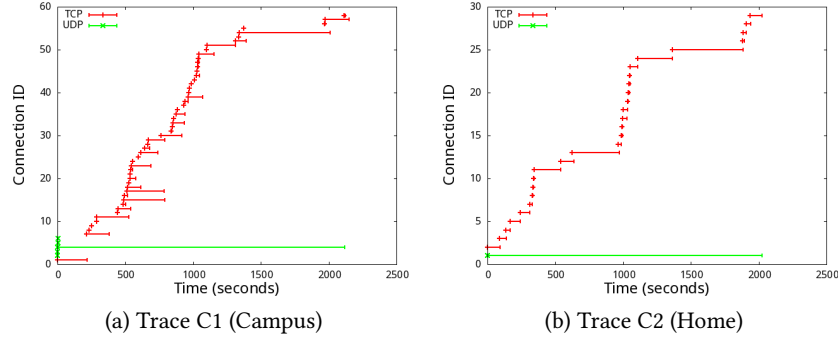 TCP
UDP
60
50
40
30
20
10
0
Connection ID
0 500 1000 1500 2000 2500
Time (seconds)
(a) Trace C1 (Campus)
TCP
UDP
30
25
20
15
10
5
0
Connection ID
0 500 1000 1500 2000 2500
Time (seconds)
(b) Trace C2 (Home)